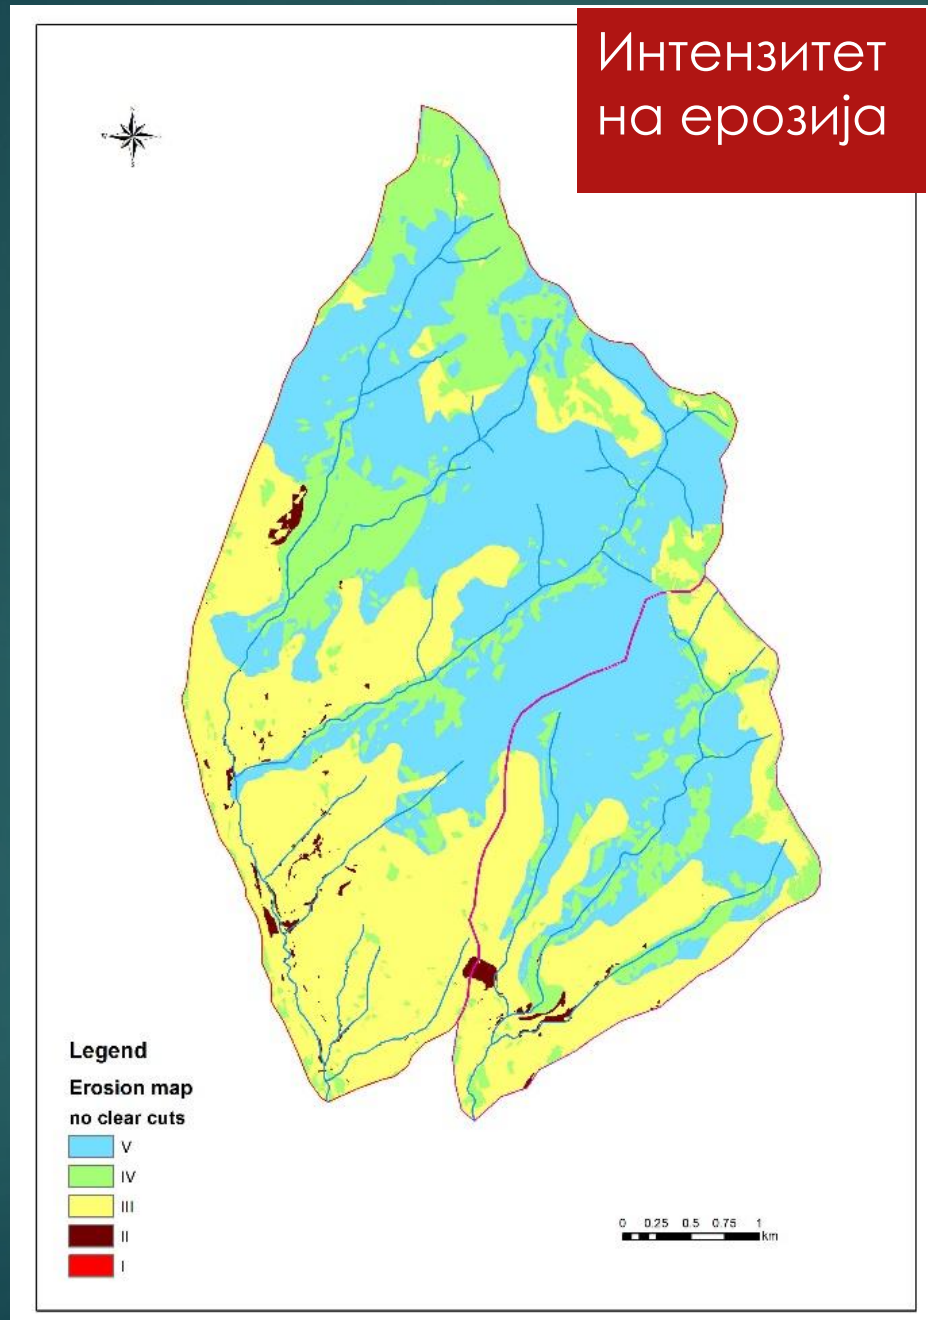 Интензитет
на ерозија
Legend
Erosion map
no clear cuts
V
IV
III
II
I
0 0.25 0.5 0.75 1
km